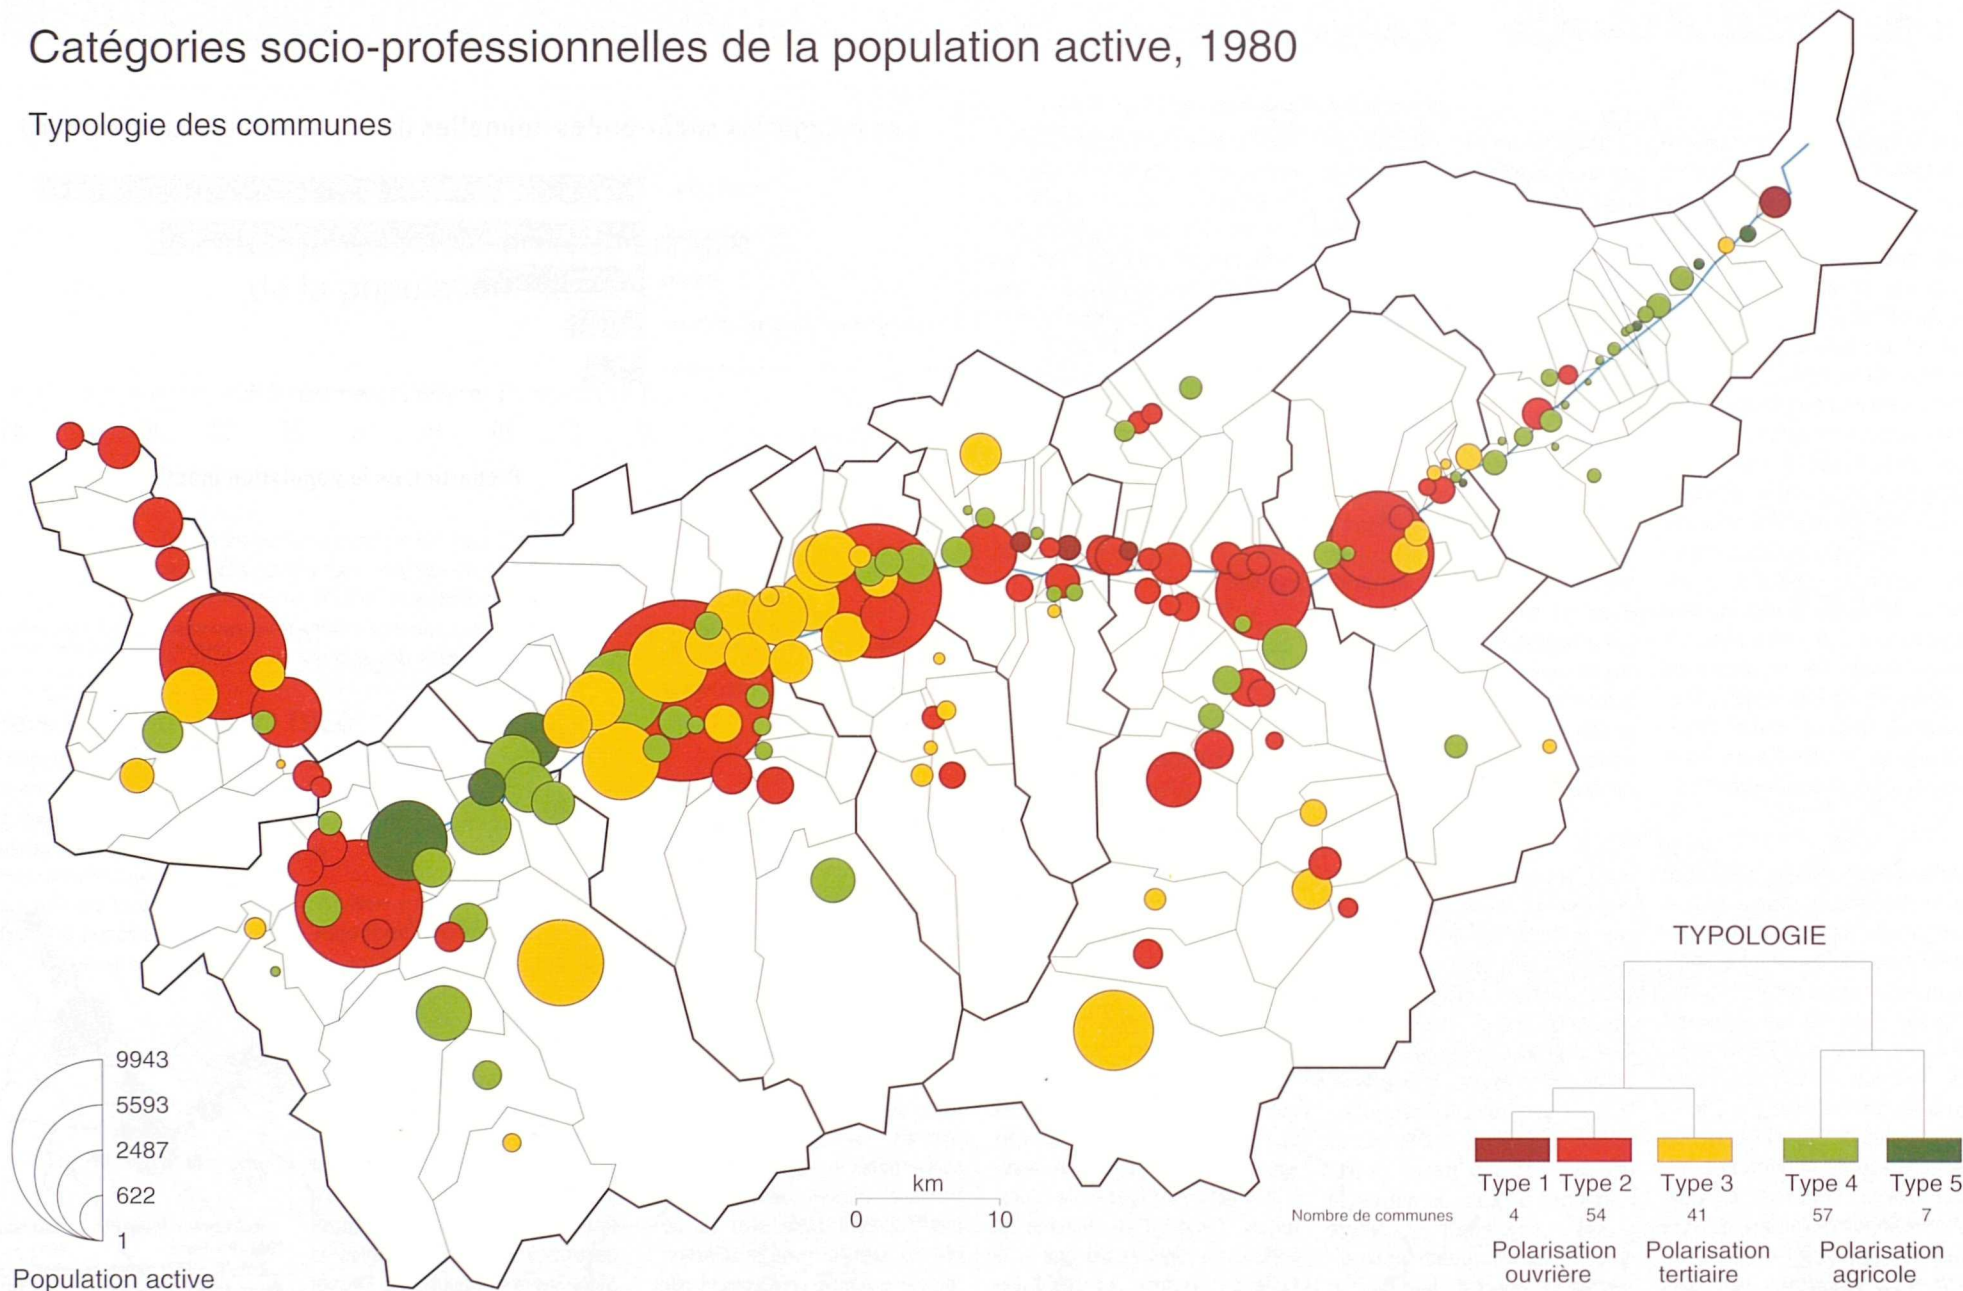 Catégories socio-professionnelles de la population active, 1980
Typologie des communes
TYPOLOGIE
9943
5593
2487
622
1
Population active
km
0 10
Type 1 Type 2 Type 3 Type 4 Type 5
Nombre de communes 4 54 41 57 7
Polarisation ouvrière
Polarisation tertiaire
Polarisation agricole